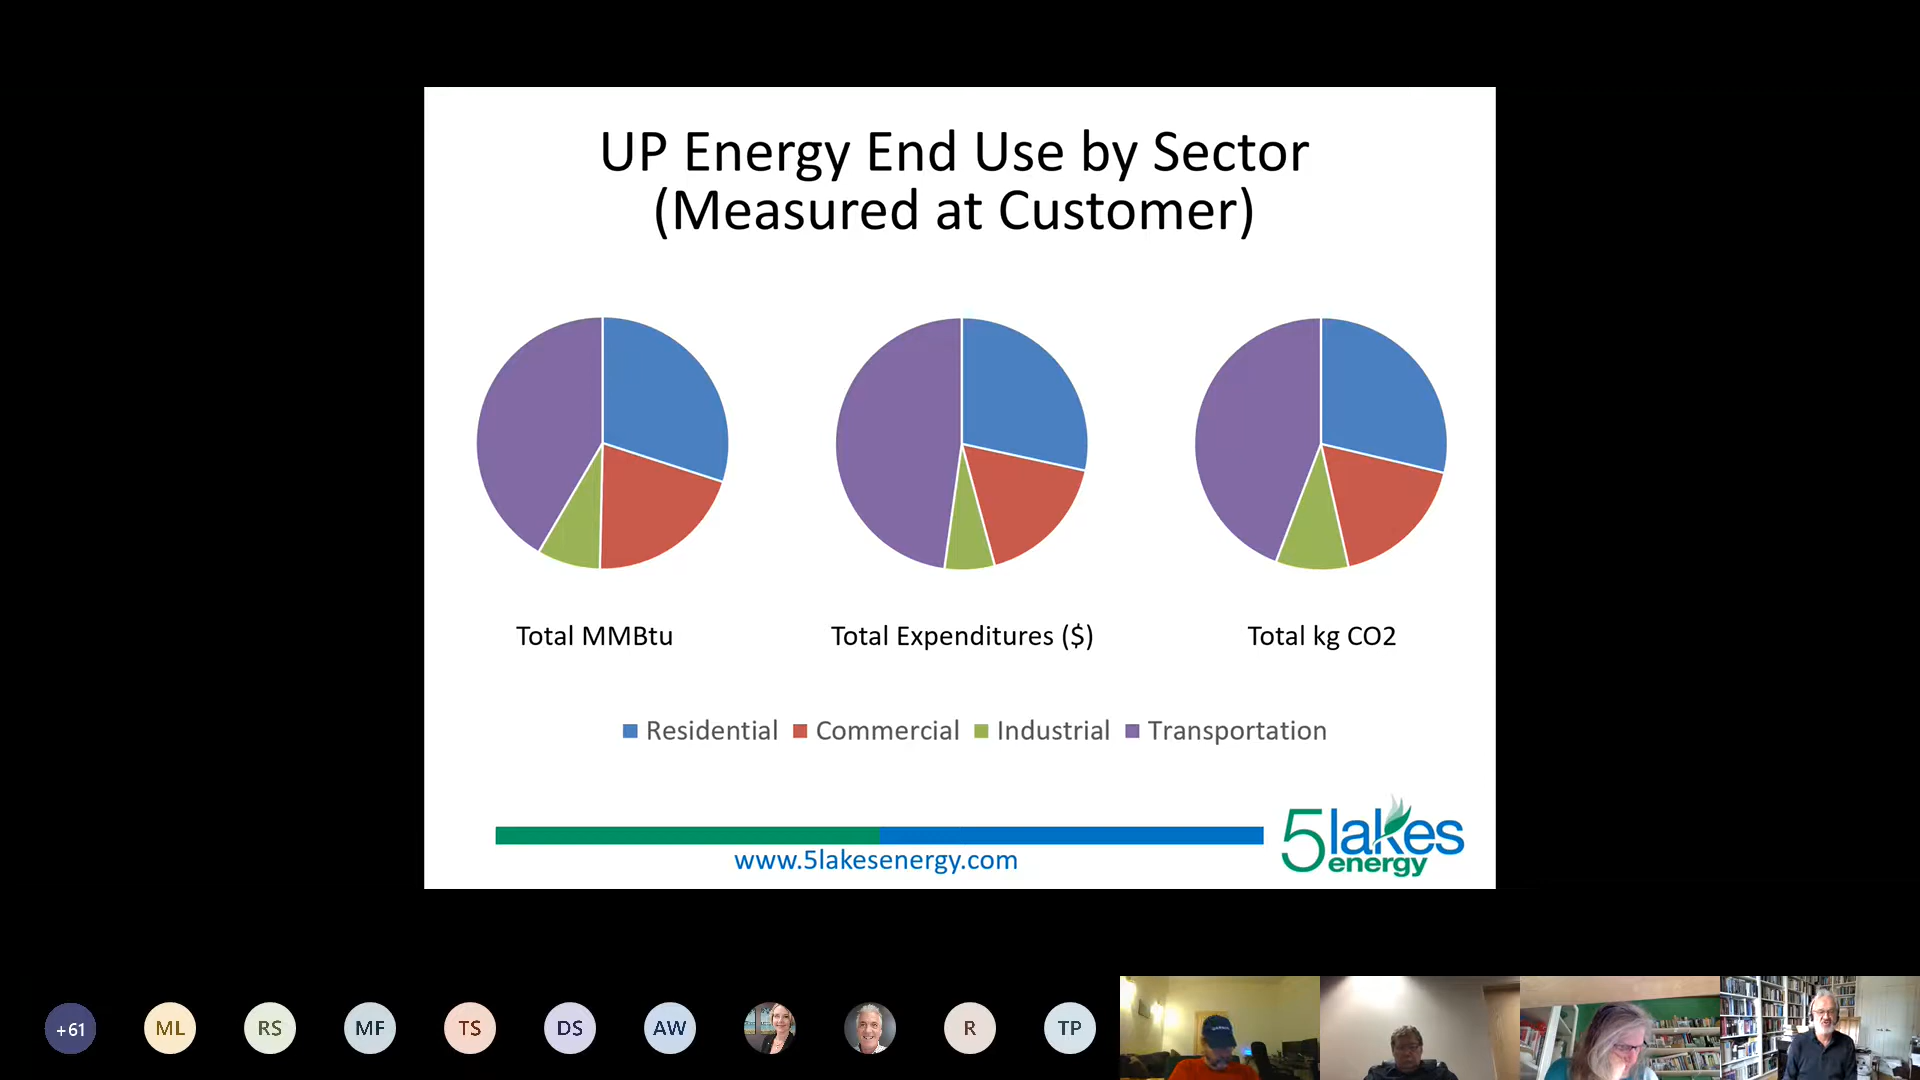 UP Energy End Use by Sector
(Measured at Customer)
Total MMBtu
Total Expenditures ($)
Total kg CO2
Residential
Commercial
Industrial
Transportation
www.5lakesenergy.com
5lakes
energy
+61
ML
RS
MF
TS
DS
AW
R
TP